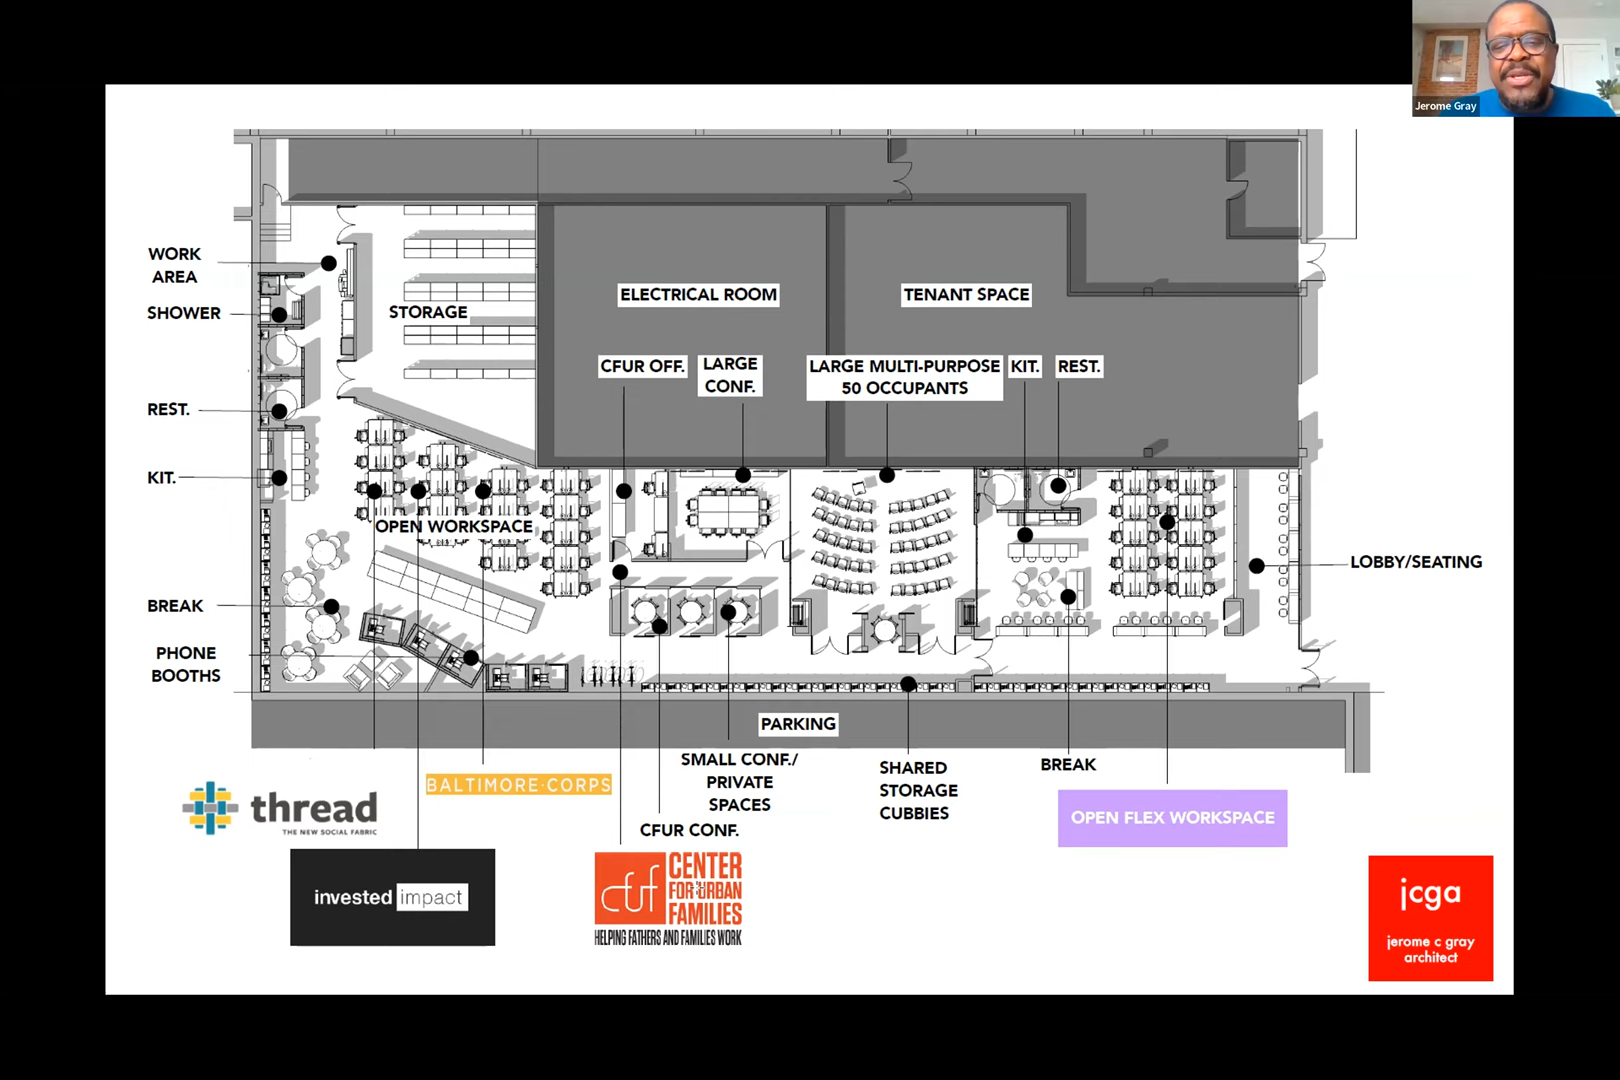 Jerome Gray
WORK
AREA
SHOWER
STORAGE
ELECTRICAL ROOM
TENANT SPACE
CFUR OFF.
LARGE
CONF.
LARGE MULTI-PURPOSE
50 OCCUPANTS
KIT.
REST.
REST.
KIT.
OPEN WORKSPACE
LOBBY/SEATING
BREAK
PHONE
BOOTHS
PARKING
SMALL CONF./
PRIVATE
SPACES
SHARED
STORAGE
CUBBIES
BREAK
CFUR CONF.
OPEN FLEX WORKSPACE
thread
THE NEW SOCIAL FABRIC
BALTIMORE·CORPS
invested impact
cfuf
CENTER
FOR URBAN
FAMILIES
HELPING FATHERS AND FAMILIES WORK
jcga
jerome c gray
architect